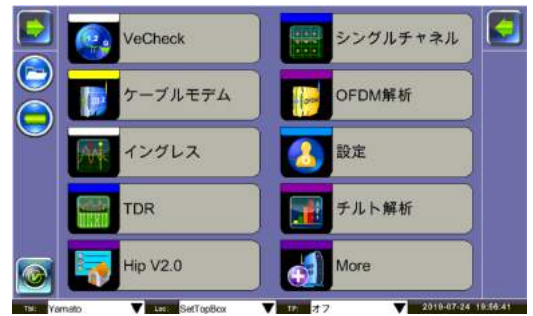 VeCheck
シングルチャネル
ケーブルモデム
OFDM解析
イングレス
設定
TDR
チルト解析
Hip V2.0
More
Yamato
Loc:
SetTopBox
TP:
オフ
2019-07-24 19:56:41